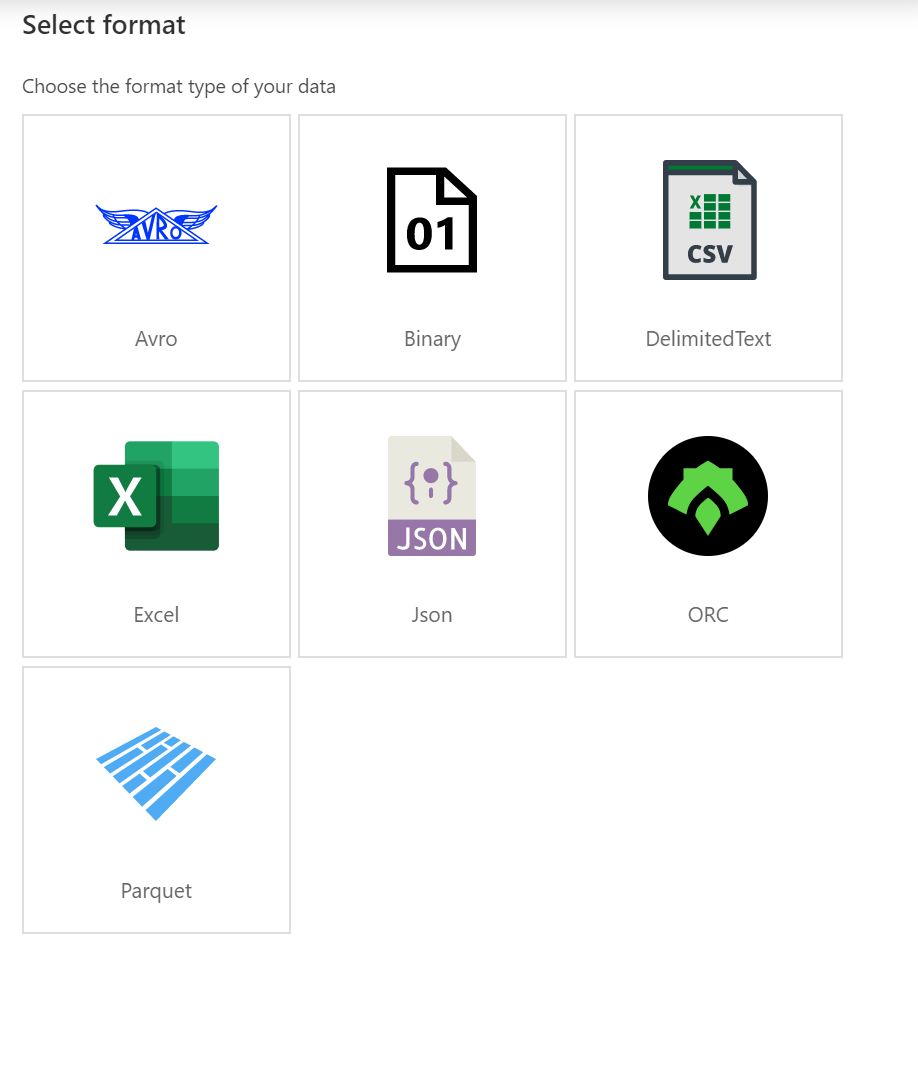 Select format
Choose the format type of your data
AVRO
01
X
CSV
Avro
Binary
DelimitedText
X
{ }
JSON
Excel
Json
ORC
Parquet